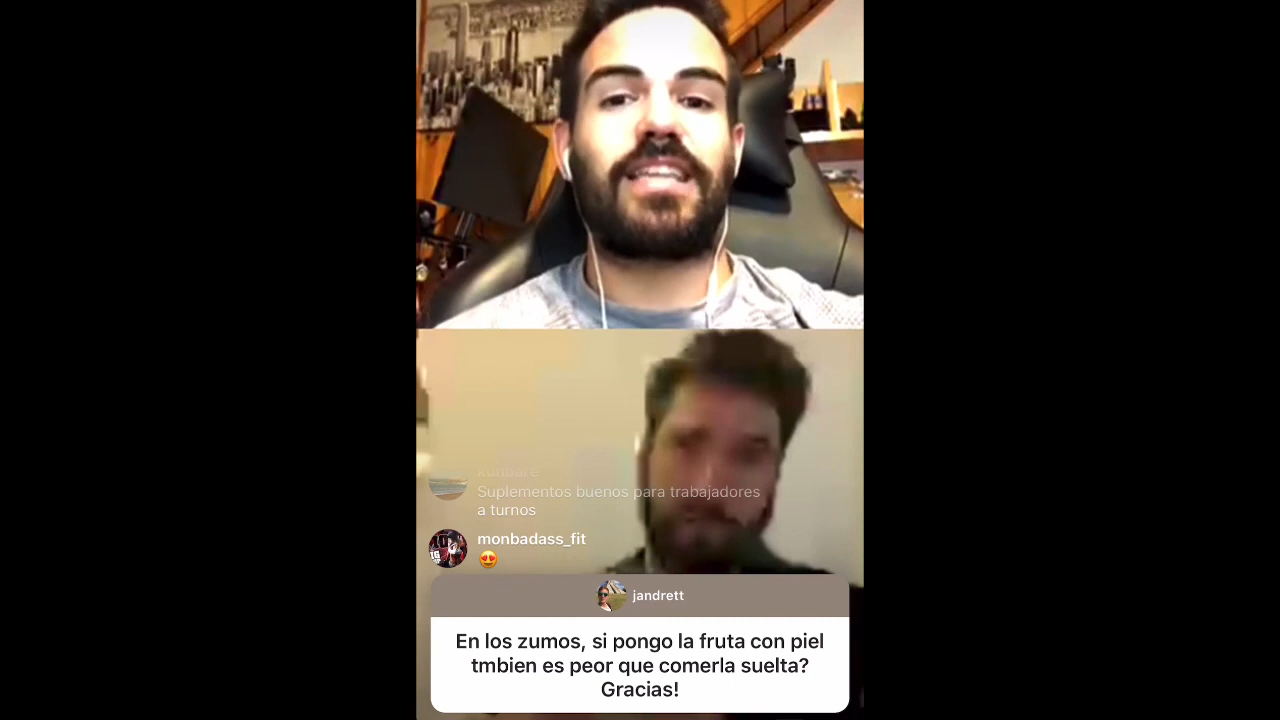 kunbare
Suplementos buenos para trabajadores
a turnos
monbadass_fit
😍
jandrett
En los zumos, si pongo la fruta con piel
tmbien es peor que comerla suelta?
Gracias!